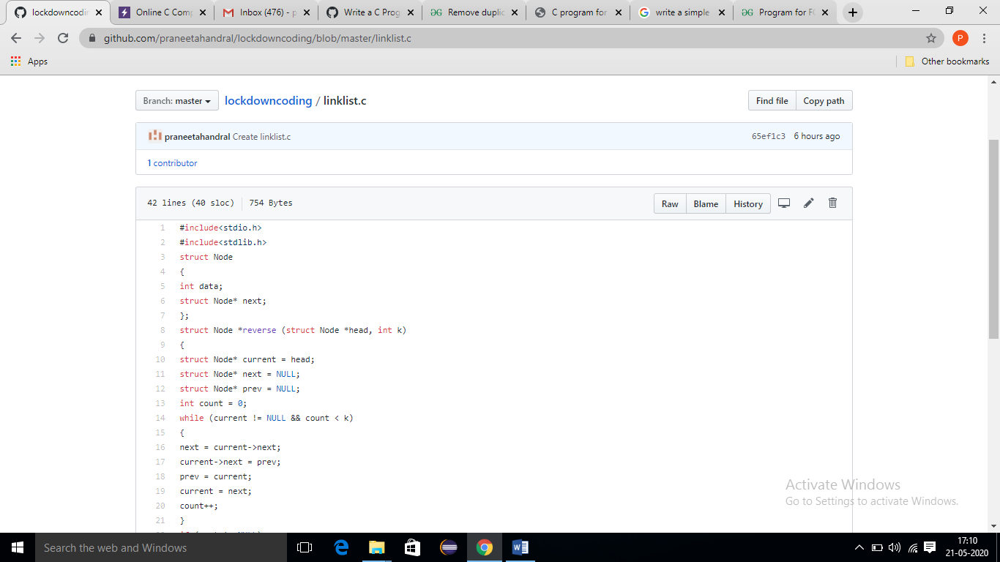 lockdowncodin
Online C Comp
Inbox (476) - p
Write a C Prog
Remove duplic
C program for
write a simple
Program for FC
github.com/praneetahandral/lockdowncoding/blob/master/linklist.c
P
Apps
Other bookmarks
Branch: master
lockdowncoding / linklist.c
Find file
Copy path
praneetahandral Create linklist.c
65ef1c3 6 hours ago
1 contributor
42 lines (40 sloc) 754 Bytes
Raw
Blame
History
1 #include<stdio.h>
2 #include<stdlib.h>
3 struct Node
4 {
5 int data;
6 struct Node* next;
7 };
8 struct Node *reverse (struct Node *head, int k)
9 {
10 struct Node* current = head;
11 struct Node* next = NULL;
12 struct Node* prev = NULL;
13 int count = 0;
14 while (current != NULL && count < k)
15 {
16 next = current->next;
17 current->next = prev;
18 prev = current;
19 current = next;
20 count++;
21 }
Activate Windows
Go to Settings to activate Windows.
Search the web and Windows
17:10
21-05-2020